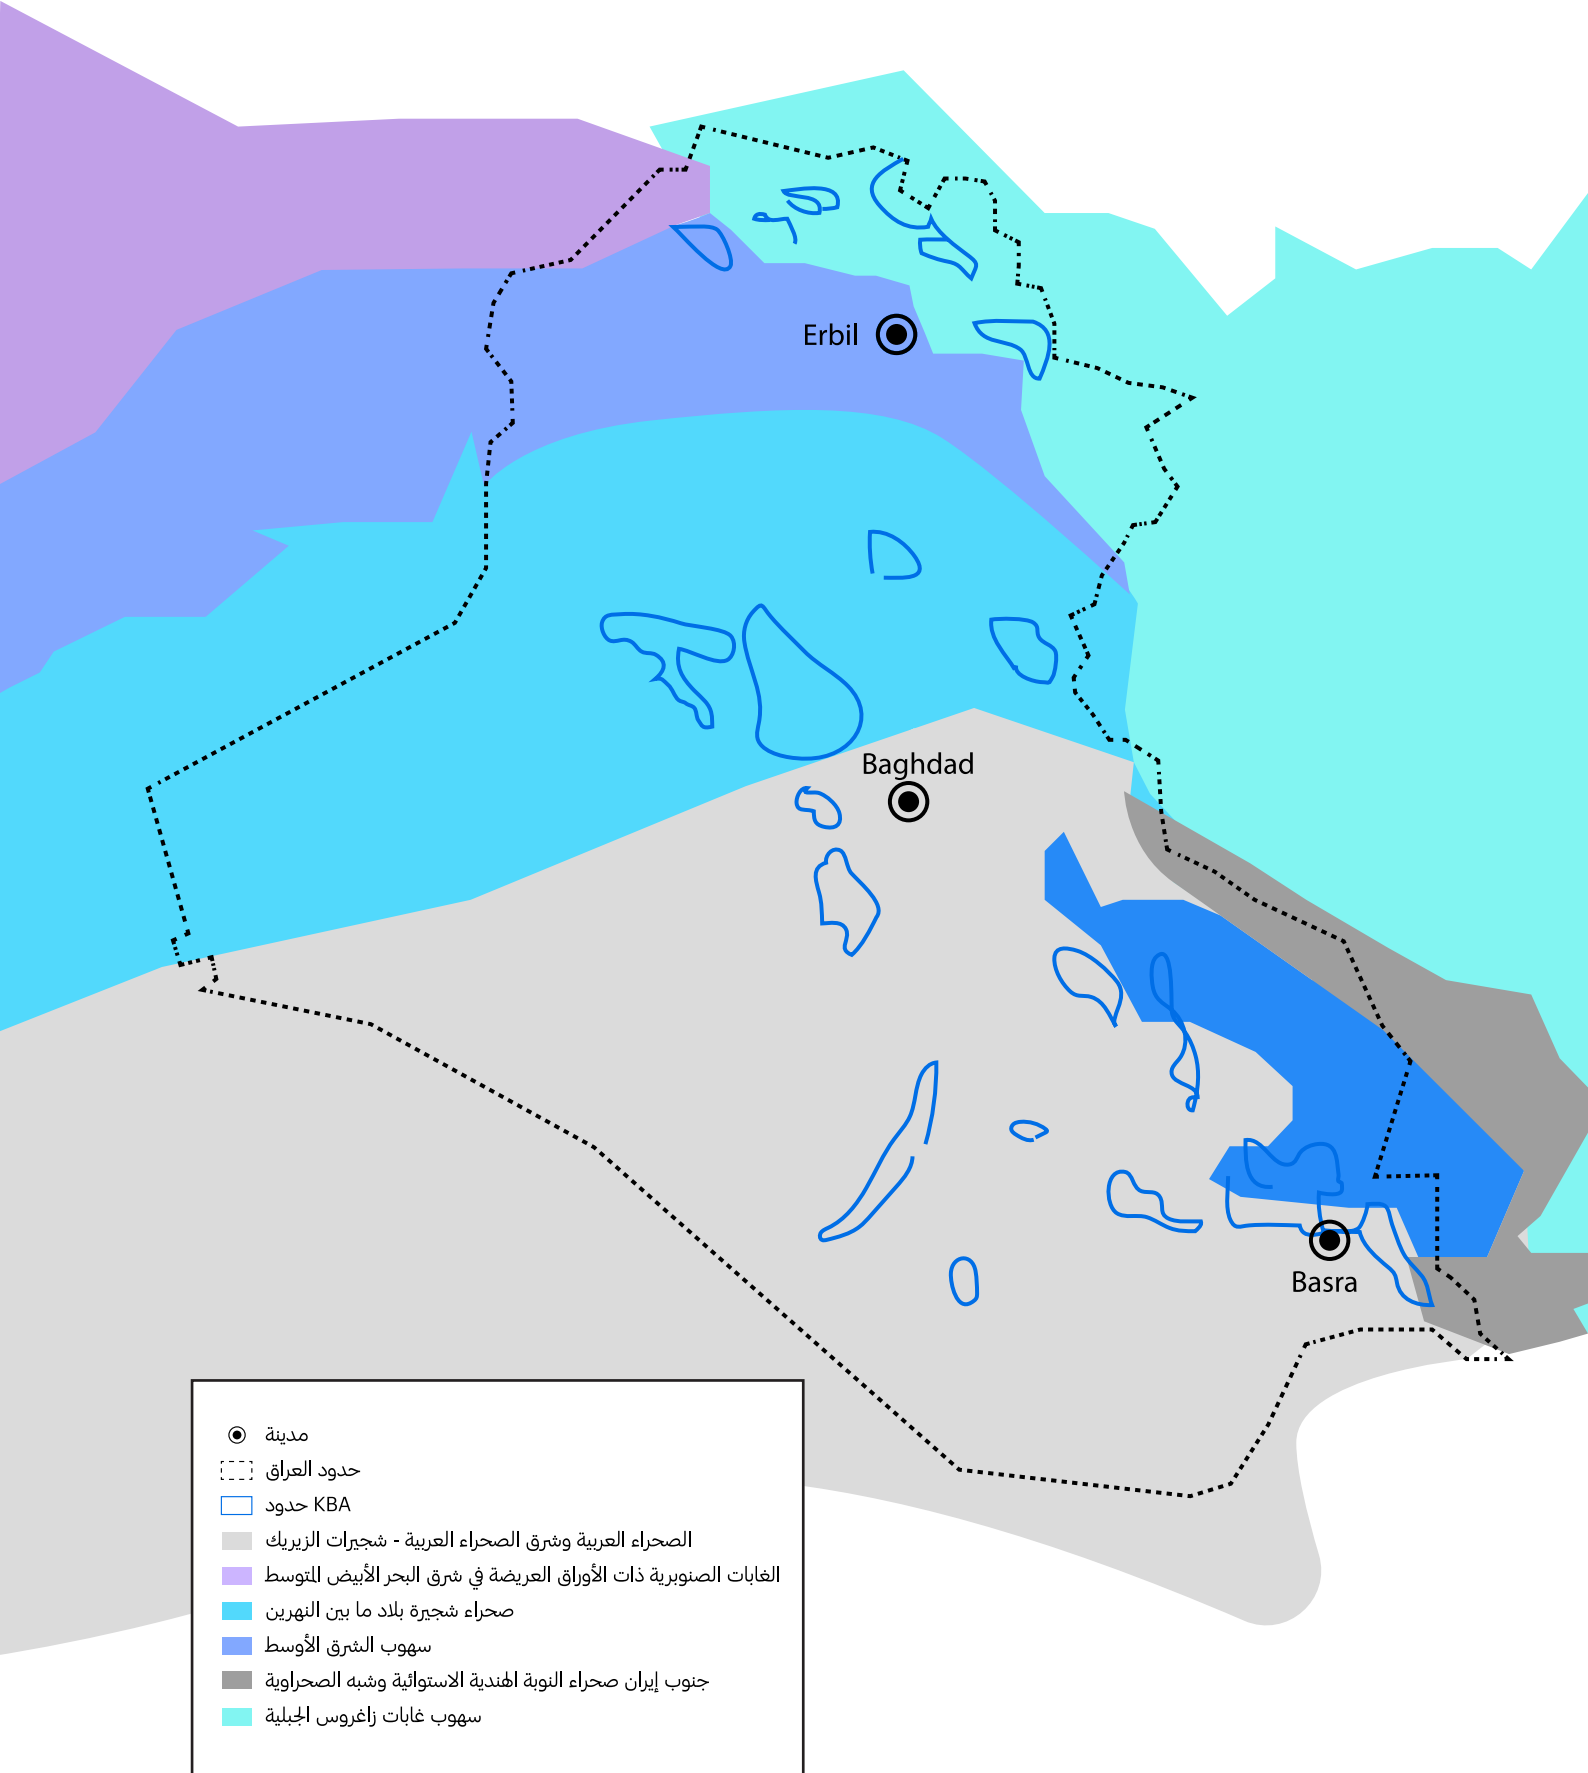 Erbil
Baghdad
Basra
مدينة
حدود العراق
حدود KBA
الصحراء العربية وشرق الصحراء العربية - شجيرات الزيريك
الغابات الصنوبرية ذات الأوراق العريضة في شرق البحر الأبيض المتوسط
صحراء شجيرة بلاد ما بين النهرين
سهوب الشرق الأوسط
جنوب إيران صحراء النوبة الهندية الاستوائية وشبه الصحراوية
سهوب غابات زاغروس الجبلية